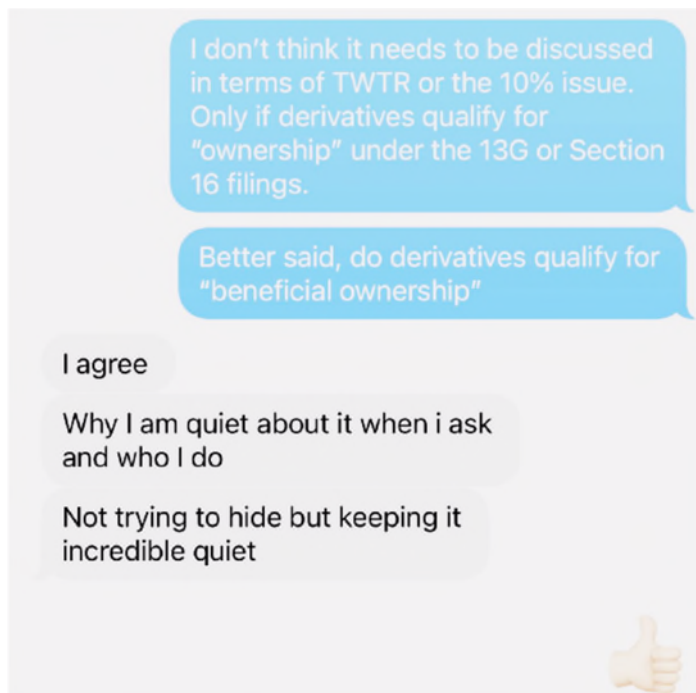 I don't think it needs to be discussed
in terms of TWTR or the 10% issue.
Only if derivatives qualify for
"ownership" under the 13G or Section
16 filings.
Better said, do derivatives qualify for
"beneficial ownership"
I agree
Why I am quiet about it when i ask
and who I do
Not trying to hide but keeping it
incredible quiet